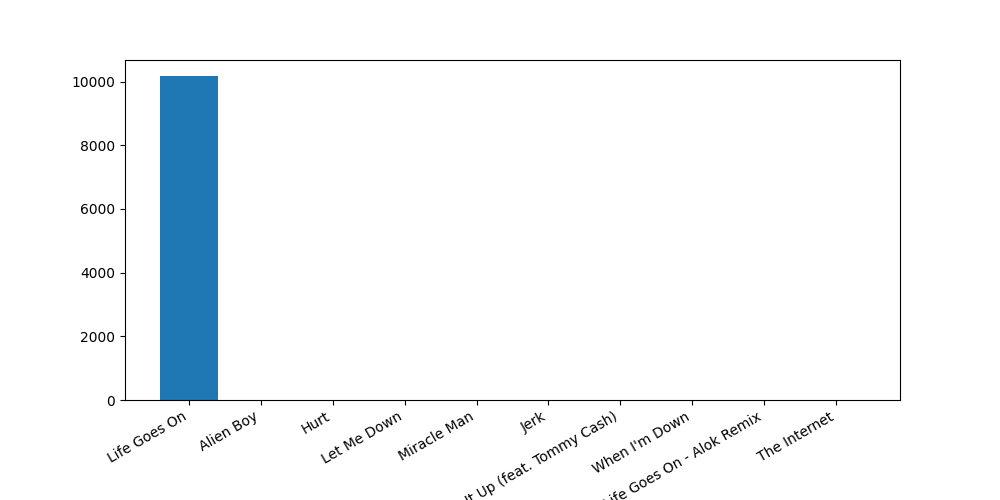 10000
8000
6000
4000
2000
0
Life Goes On
Alien Boy
Hurt
Let Me Down
Miracle Man
Jerk
It Up (feat. Tommy Cash)
When I'm Down
Life Goes On - Alok Remix
The Internet